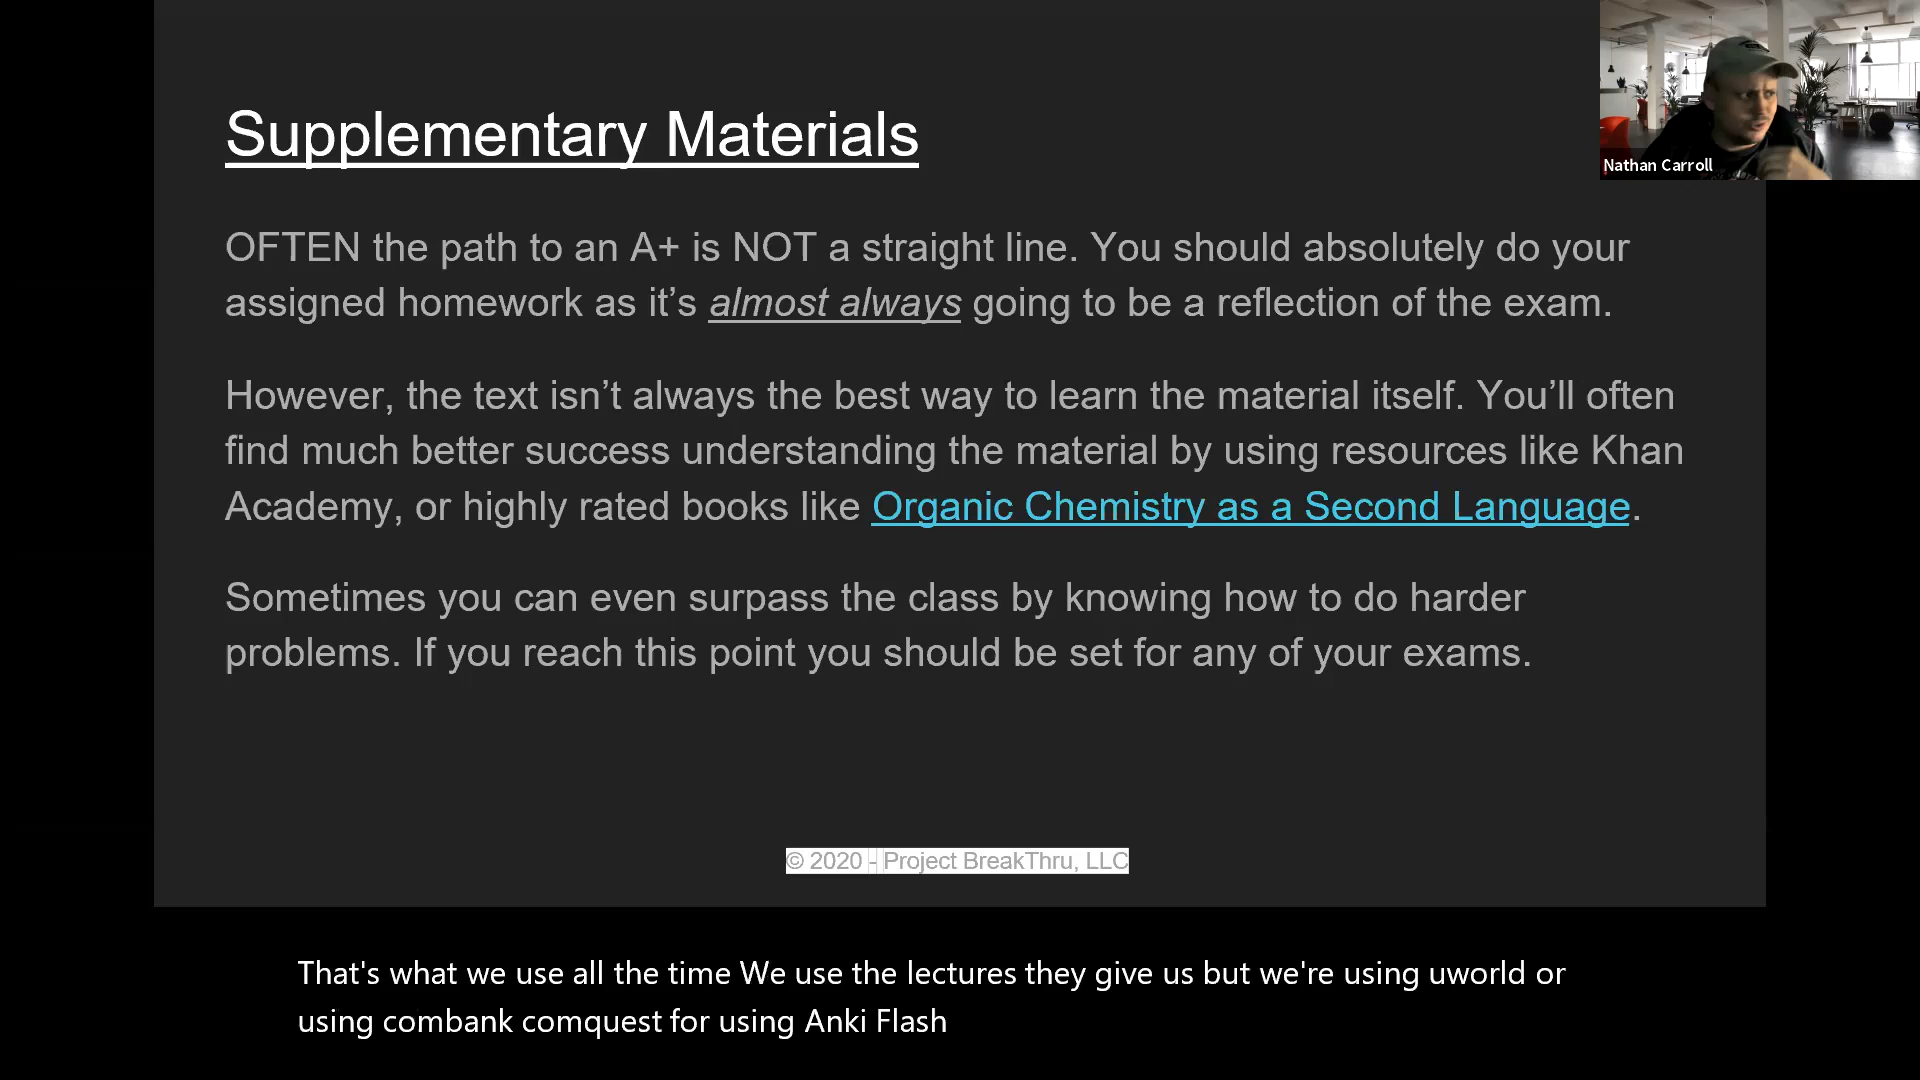 Supplementary Materials
OFTEN the path to an A+ is NOT a straight line. You should absolutely do your
assigned homework as it’s almost always going to be a reflection of the exam.
However, the text isn’t always the best way to learn the material itself. You’ll often
find much better success understanding the material by using resources like Khan
Academy, or highly rated books like Organic Chemistry as a Second Language.
Sometimes you can even surpass the class by knowing how to do harder
problems. If you reach this point you should be set for any of your exams.
© 2020 - Project BreakThru, LLC
Nathan Carroll
That's what we use all the time We use the lectures they give us but we're using uworld or
using combank comquest for using Anki Flash